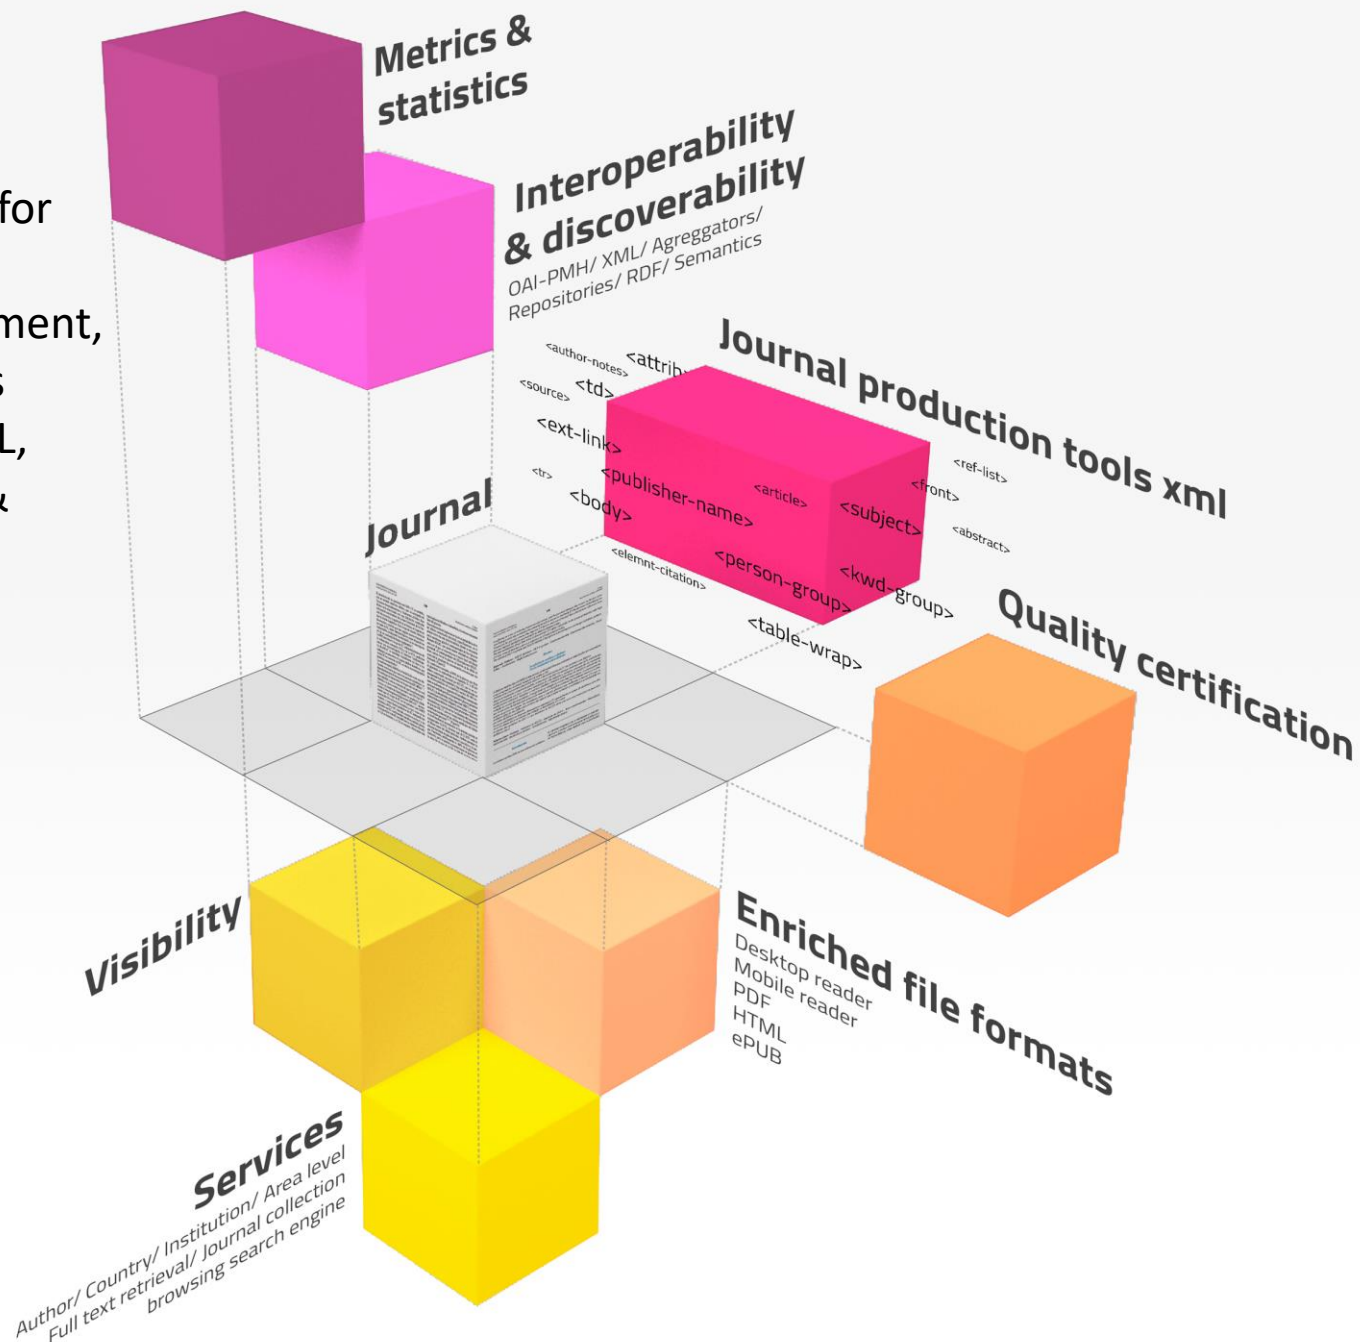 Metrics &
statistics
Interoperability
& discoverability
OAI-PMH/ XML/ Agreggators/
Repositories/ RDF/ Semantics
for
ment,
s
L,
&
Journal production tools xml
<author-notes>
<attrib
<source>
<td>
<ext-link>
<tr>
<publisher-name>
<body>
<article>
<subject>
<front>
<ref-list>
<abstract>
<elemnt-citation>
<person-group>
<kwd-group>
<table-wrap>
Journal
Quality certification
Visibility
Enriched file formats
Desktop reader
Mobile reader
PDF
HTML
ePUB
Services
Author/ Country/ Institution/ Area level
Full text retrieval/ Journal collection
browsing search engine